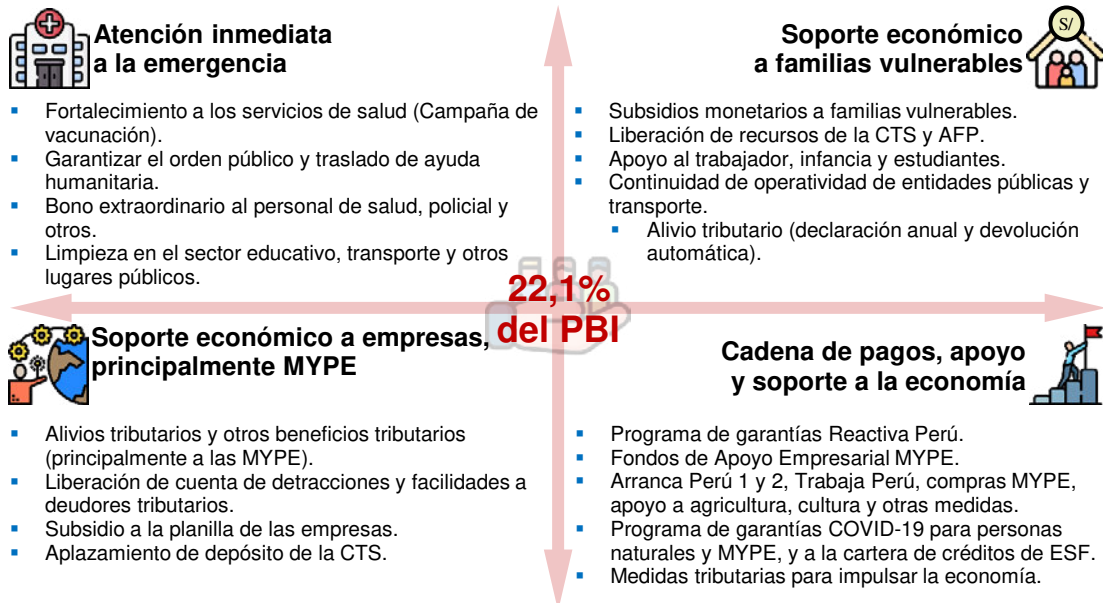 Atención inmediata
a la emergencia
▪ Fortalecimiento a los servicios de salud (Campaña de
vacunación).
▪ Garantizar el orden público y traslado de ayuda
humanitaria.
▪ Bono extraordinario al personal de salud, policial y
otros.
▪ Limpieza en el sector educativo, transporte y otros
lugares públicos.
S/
Soporte económico
a familias vulnerables
▪ Subsidios monetarios a familias vulnerables.
▪ Liberación de recursos de la CTS y AFP.
▪ Apoyo al trabajador, infancia y estudiantes.
▪ Continuidad de operatividad de entidades públicas y
transporte.
▪ Alivio tributario (declaración anual y devolución
automática).
22,1%
del PBI
Soporte económico a empresas,
principalmente MYPE
▪ Alivios tributarios y otros beneficios tributarios
(principalmente a las MYPE).
▪ Liberación de cuenta de detracciones y facilidades a
deudores tributarios.
▪ Subsidio a la planilla de las empresas.
▪ Aplazamiento de depósito de la CTS.
Cadena de pagos, apoyo
y soporte a la economía
▪ Programa de garantías Reactiva Perú.
▪ Fondos de Apoyo Empresarial MYPE.
▪ Arranca Perú 1 y 2, Trabaja Perú, compras MYPE,
apoyo a agricultura, cultura y otras medidas.
▪ Programa de garantías COVID-19 para personas
naturales y MYPE, y a la cartera de créditos de ESF.
▪ Medidas tributarias para impulsar la economía.